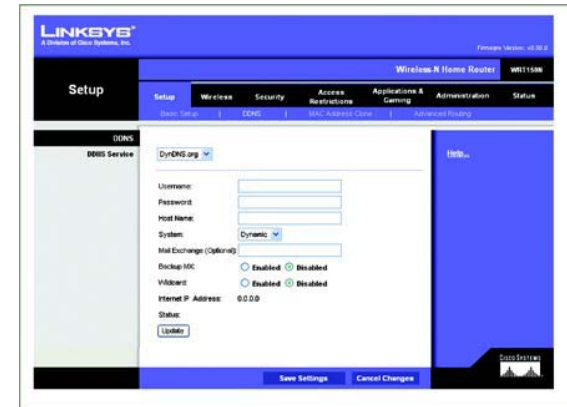 LINKSYS®
A Division of Cisco Systems, Inc.
Firmware Version: v0.00.0
Wireless-N Home Router WRT150N
Setup
Setup Wireless Security Access Restrictions Applications & Gaming Administration Status
Basic Setup | DDNS | MAC Address Clone | Advanced Routing
DDNS
DDNS Service
DynDNS.org
Help...
Username:
Password:
Host Name:
System: Dynamic
Mail Exchange (Optional):
Backup MX: Enabled Disabled
Wildcard: Enabled Disabled
Internet IP Address: 0.0.0.0
Status:
Update
Save Settings Cancel Changes
CISCO SYSTEMS